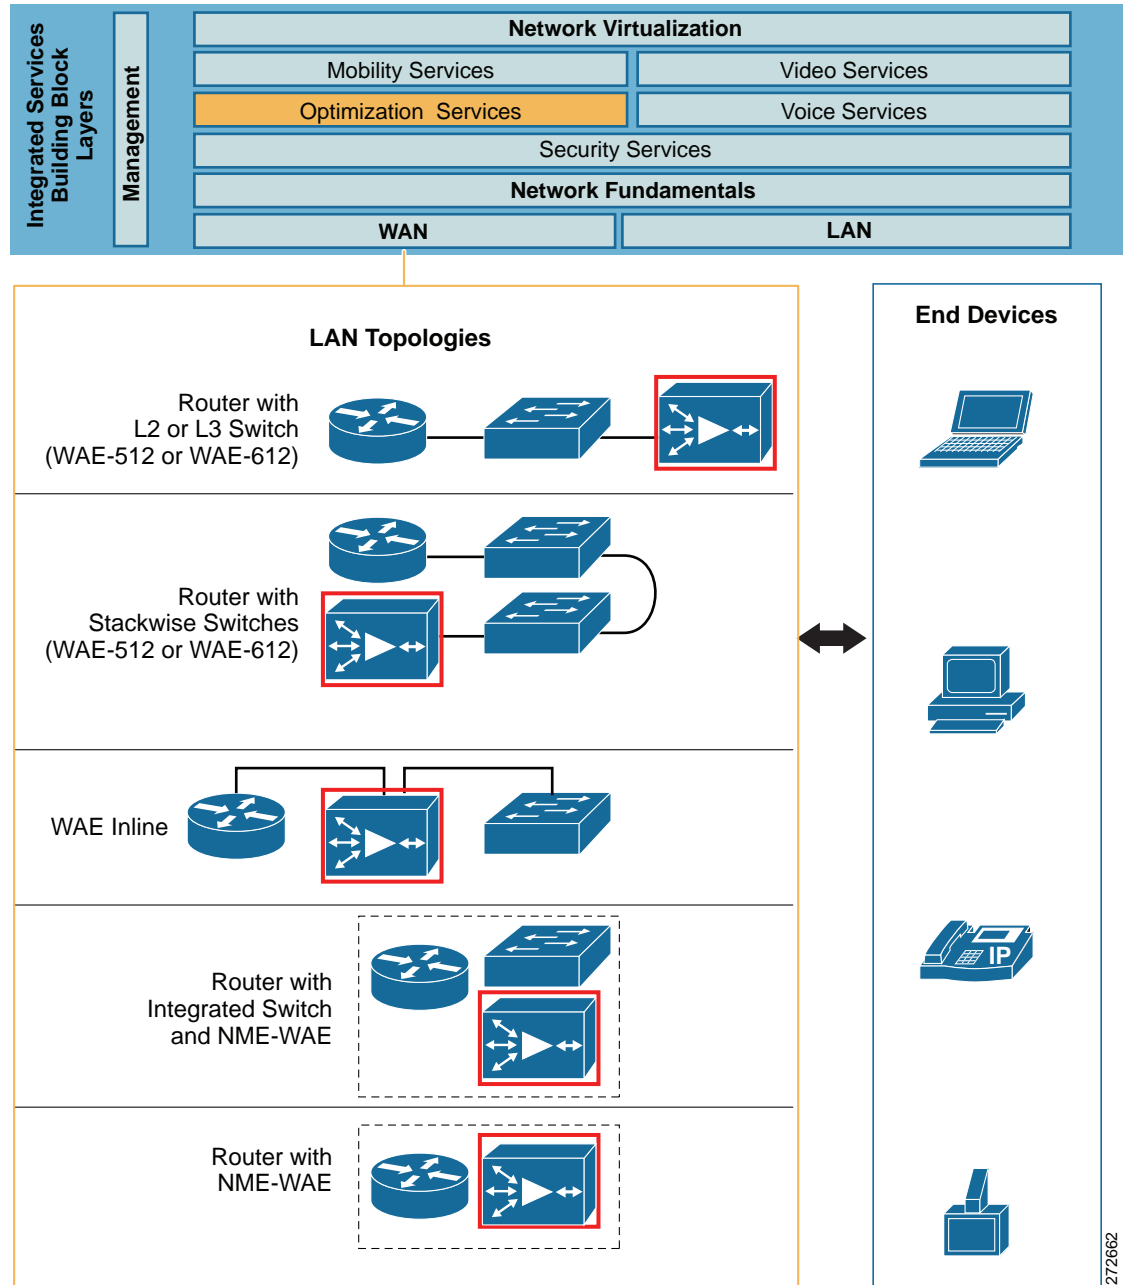 Integrated Services
Building Block
Layers
Management
Network Virtualization
Mobility Services
Video Services
Optimization Services
Voice Services
Security Services
Network Fundamentals
WAN
LAN
LAN Topologies
Router with
L2 or L3 Switch
(WAE-512 or WAE-612)
Router with
Stackwise Switches
(WAE-512 or WAE-612)
WAE Inline
Router with
Integrated Switch
and NME-WAE
Router with
NME-WAE
End Devices
IP
272662